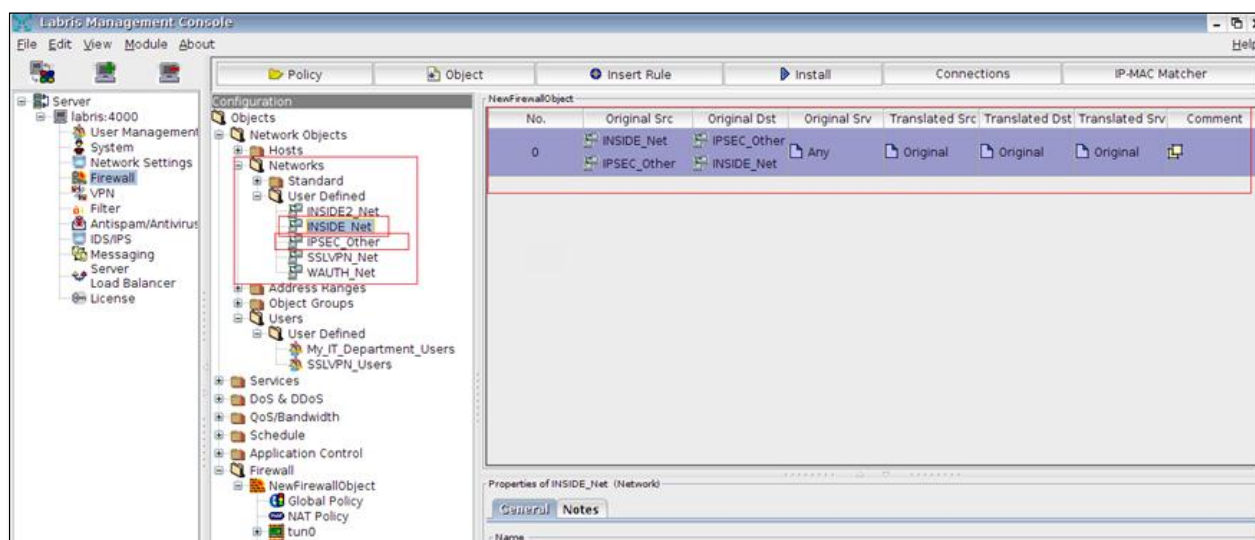 Labris Management Console
File Edit View Module About
Help
Policy
Object
Insert Rule
Install
Connections
IP-MAC Matcher
Server
labris:4000
User Management
System
Network Settings
Firewall
VPN
Filter
Antispam/Antivirus
IDS/IPS
Messaging
Server
Load Balancer
License
Configuration
Objects
Network Objects
Hosts
Networks
Standard
User Defined
INSIDE2_Net
INSIDE_Net
IPSEC_Other
SSLVPN_Net
WAUTH_Net
Address Ranges
Object Groups
Users
User Defined
My_IT_Department_Users
SSLVPN_Users
Services
DoS & DDoS
QoS/Bandwidth
Schedule
Application Control
Firewall
NewFirewallObject
Global Policy
NAT Policy
tun0
NewFirewallObject
No. Original Src Original Dst Original Srv Translated Src Translated Dst Translated Srv Comment
0 INSIDE_Net IPSEC_Other Any Original Original Original
IPSEC_Other INSIDE_Net
Properties of INSIDE_Net (Network)
General Notes
Name